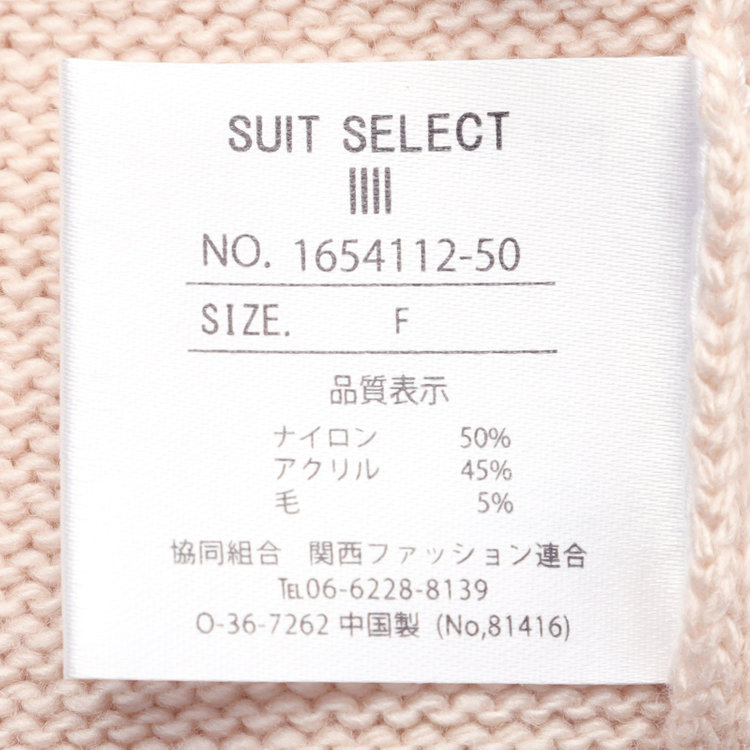 SUIT SELECT
NO. 1654112-50
SIZE. F
品質表示
ナイロン 50%
アクリル 45%
毛 5%
協同組合 関西ファッション連合
℡06-6228-8139
O-36-7262 中国製 (No,81416)